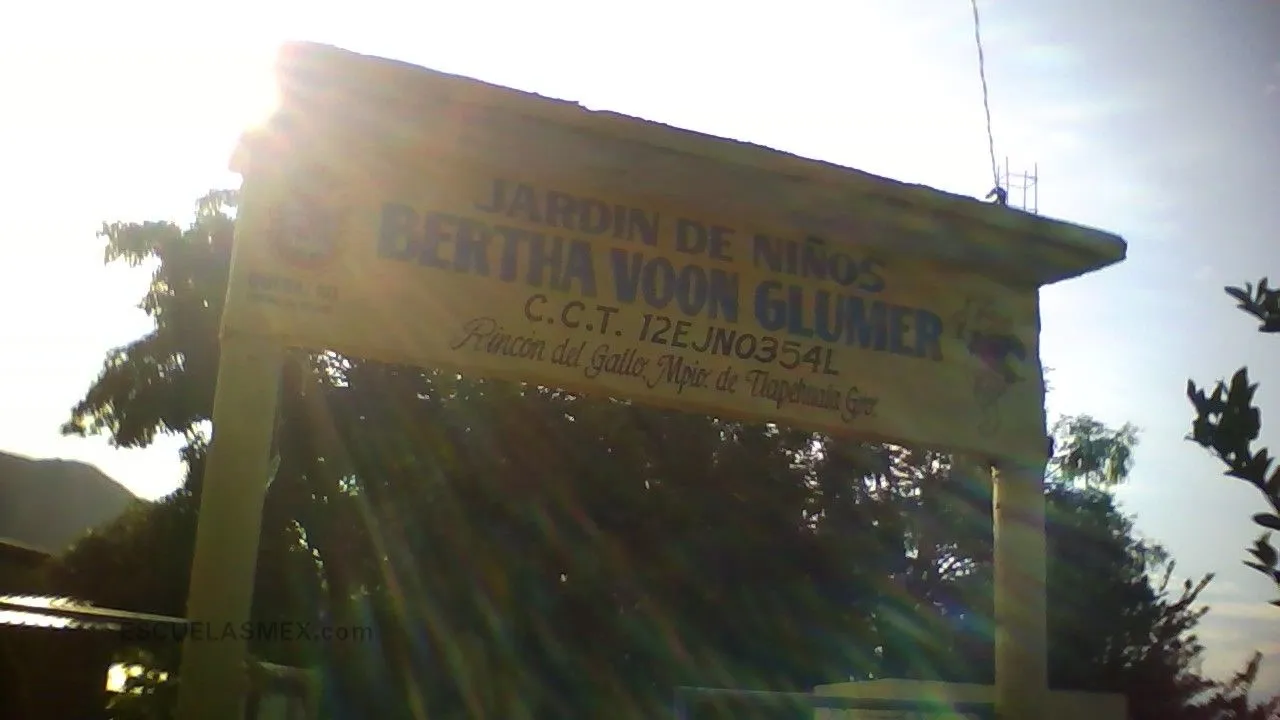 JARDIN DE NIÑOS
BERTHA VOON GLUMER
C.C.T. 12EJN0354L
Rincón del Gallo, Mpio. de Tlapehuala Gro.
ESCUELASMEX.com